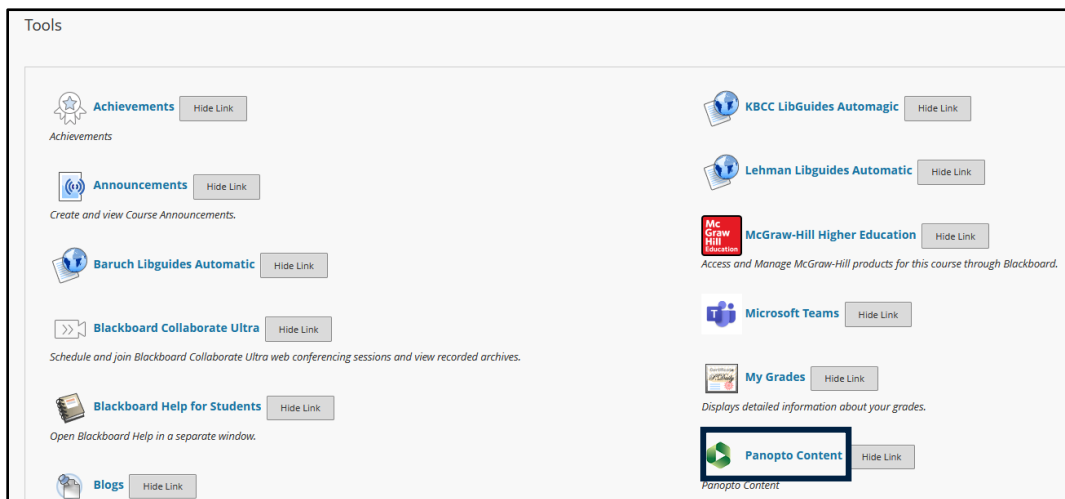 Tools
Achievements Hide Link
Achievements
Announcements Hide Link
Create and view Course Announcements.
Baruch Libguides Automatic Hide Link
Blackboard Collaborate Ultra Hide Link
Schedule and join Blackboard Collaborate Ultra web conferencing sessions and view recorded archives.
Blackboard Help for Students Hide Link
Open Blackboard Help in a separate window.
Blogs Hide Link
KBCC LibGuides Automagic Hide Link
Lehman Libguides Automatic Hide Link
Mc
Graw
Hill
Education
McGraw-Hill Higher Education Hide Link
Access and Manage McGraw-Hill products for this course through Blackboard.
Microsoft Teams Hide Link
My Grades Hide Link
Displays detailed information about your grades.
Panopto Content Hide Link
Panopto Content